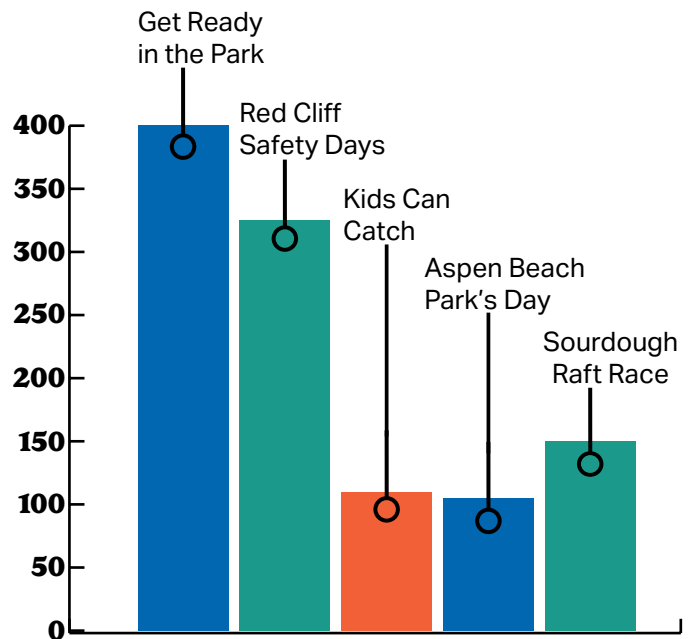 Get Ready
in the Park
Red Cliff
Safety Days
Kids Can
Catch
Aspen Beach
Park's Day
Sourdough
Raft Race
400
350
300
250
200
150
100
50
0